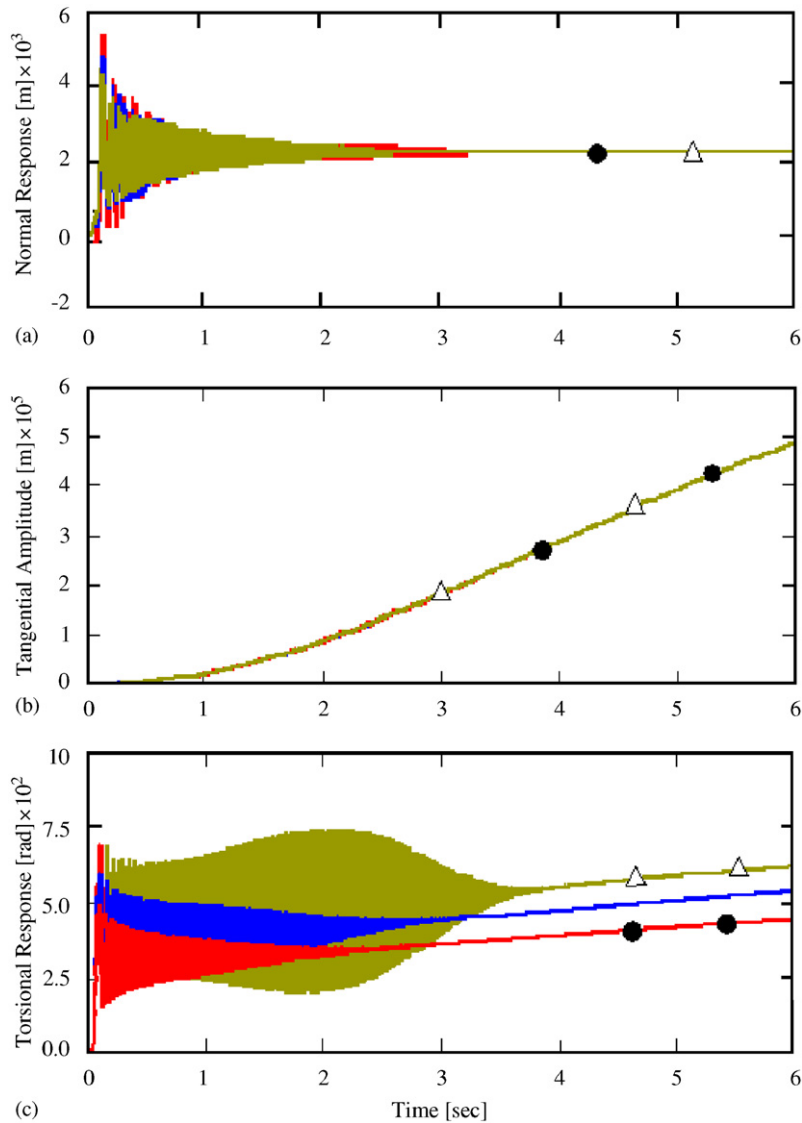 6
4
2
0
-2
Normal Response [m]×10³
0 1 2 3 4 5 6
(a)
6
5
4
3
2
1
0
Tangential Amplitude [m]×10⁵
0 1 2 3 4 5 6
(b)
10
7.5
5.0
2.5
0.0
Torsional Response [rad]×10²
0 1 2 3 4 5 6
(c) Time [sec]